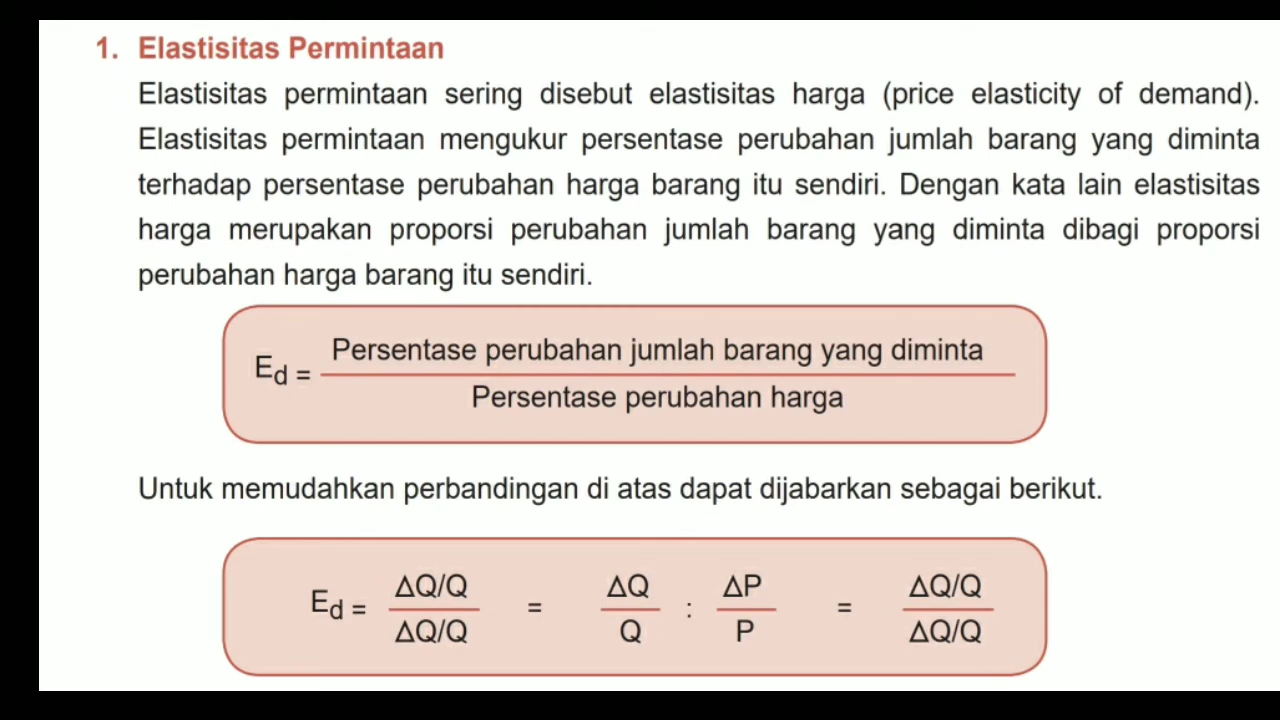 1. Elastisitas Permintaan
Elastisitas permintaan sering disebut elastisitas harga (price elasticity of demand).
Elastisitas permintaan mengukur persentase perubahan jumlah barang yang diminta
terhadap persentase perubahan harga barang itu sendiri. Dengan kata lain elastisitas
harga merupakan proporsi perubahan jumlah barang yang diminta dibagi proporsi
perubahan harga barang itu sendiri.
Persentase perubahan jumlah barang yang diminta
Ed =
Persentase perubahan harga
Untuk memudahkan perbandingan di atas dapat dijabarkan sebagai berikut.
ΔQ/Q ΔQ ΔP ΔQ/Q
Ed = = : =
ΔQ/Q Q P ΔQ/Q